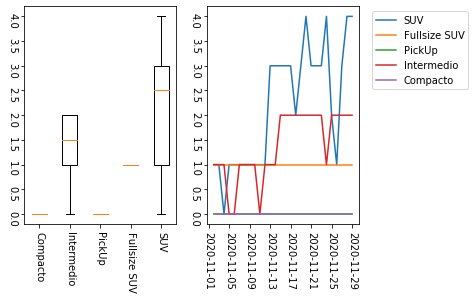 4.0
3.5
3.0
2.5
2.0
1.5
1.0
0.5
0.0
Compacto
Intermedio
PickUp
Fullsize SUV
SUV
4.0
3.5
3.0
2.5
2.0
1.5
1.0
0.5
0.0
2020-11-01
2020-11-05
2020-11-09
2020-11-13
2020-11-17
2020-11-21
2020-11-25
2020-11-29
SUV
Fullsize SUV
PickUp
Intermedio
Compacto